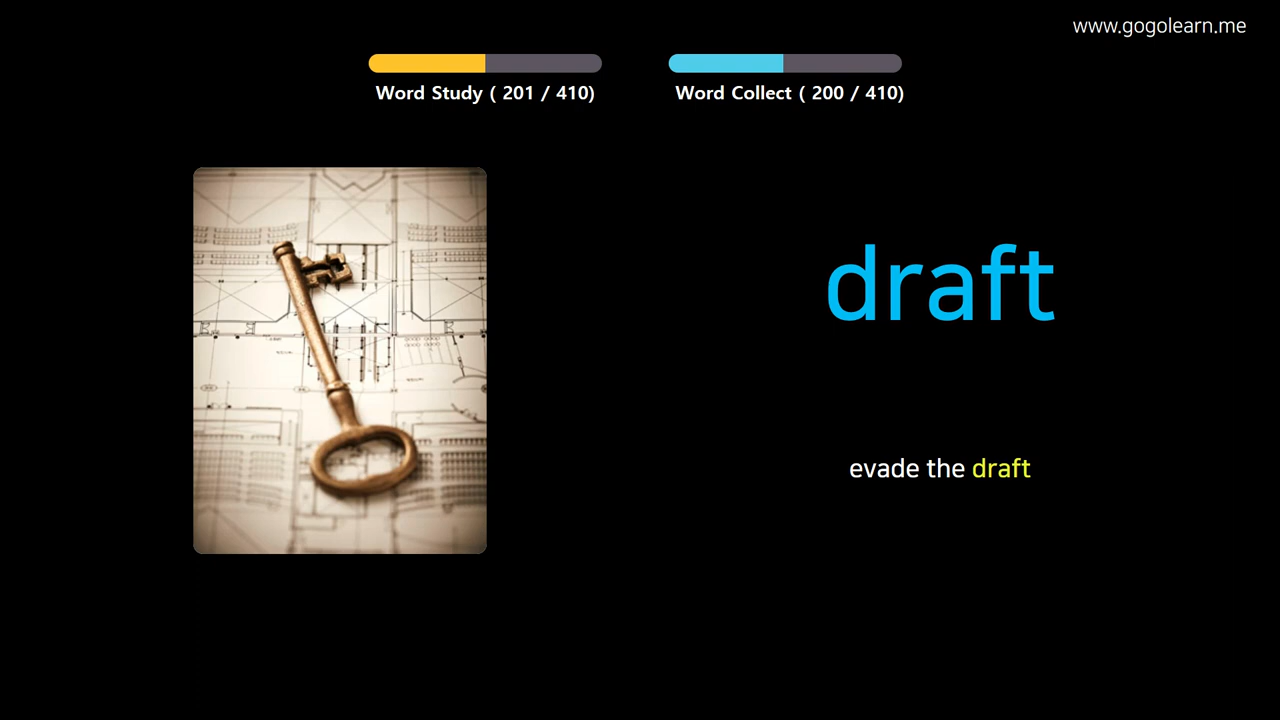 www.gogolearn.me
Word Study ( 201 / 410)
Word Collect ( 200 / 410)
draft
evade the draft